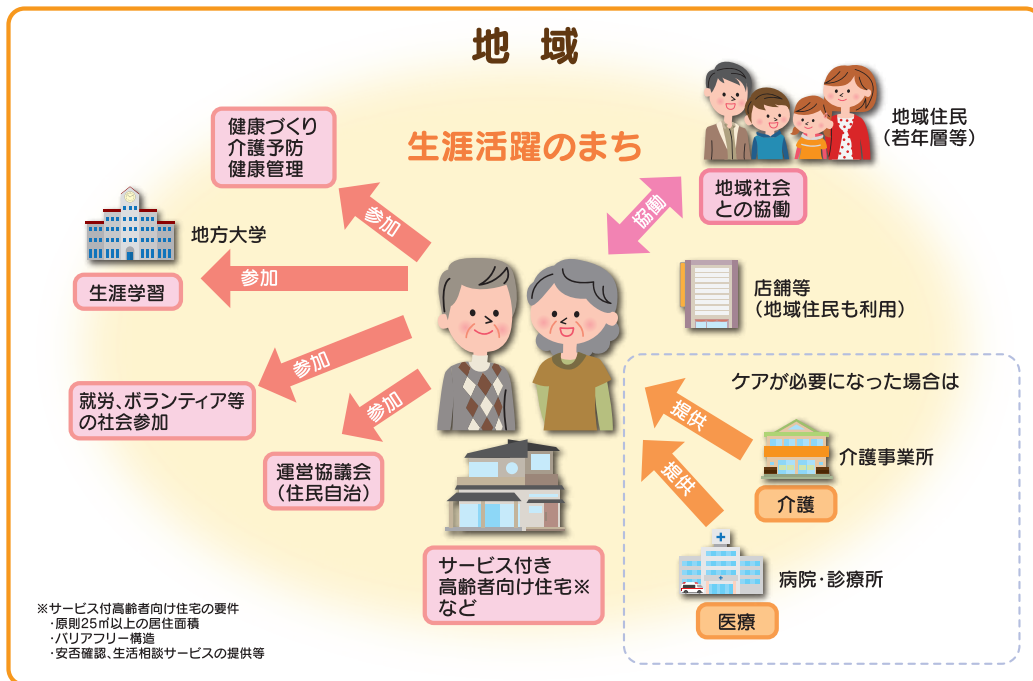 地域
生涯活躍のまち
健康づくり
介護予防
健康管理
参加
地域住民
（若年層等）
地域社会
との協働
協働
地方大学
生涯学習
参加
店舗等
（地域住民も利用）
就労、ボランティア等
の社会参加
参加
運営協議会
（住民自治）
参加
サービス付き
高齢者向け住宅※
など
ケアが必要になった場合は
提供
介護事業所
介護
提供
病院・診療所
医療
※サービス付高齢者向け住宅の要件
・原則25㎡以上の居住面積
・バリアフリー構造
・安否確認、生活相談サービスの提供等